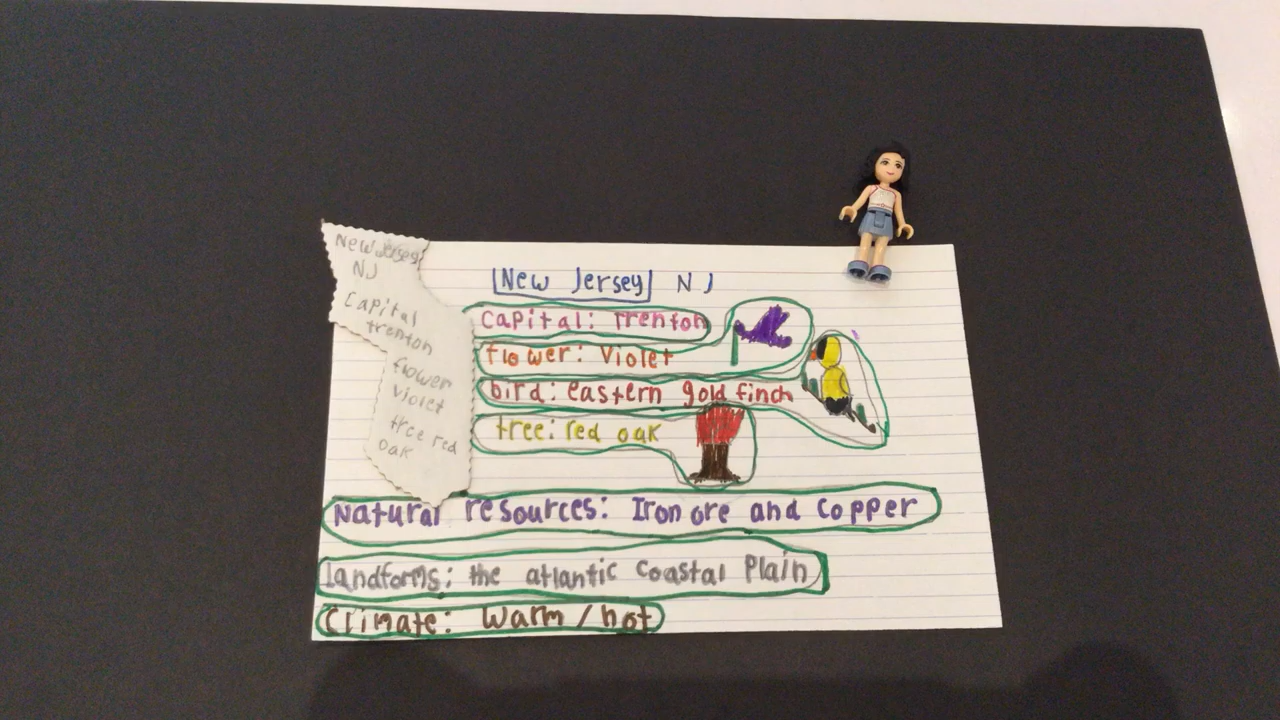 New Jersey
NJ
Capital
trenton
flower
violet
tree red
oak
New Jersey NJ
Capital: Trenton
flower: Violet
bird: eastern gold finch
tree: red oak
Natural resources: Iron ore and Copper
landforms: the atlantic Coastal Plain
Climate: Warm / hot